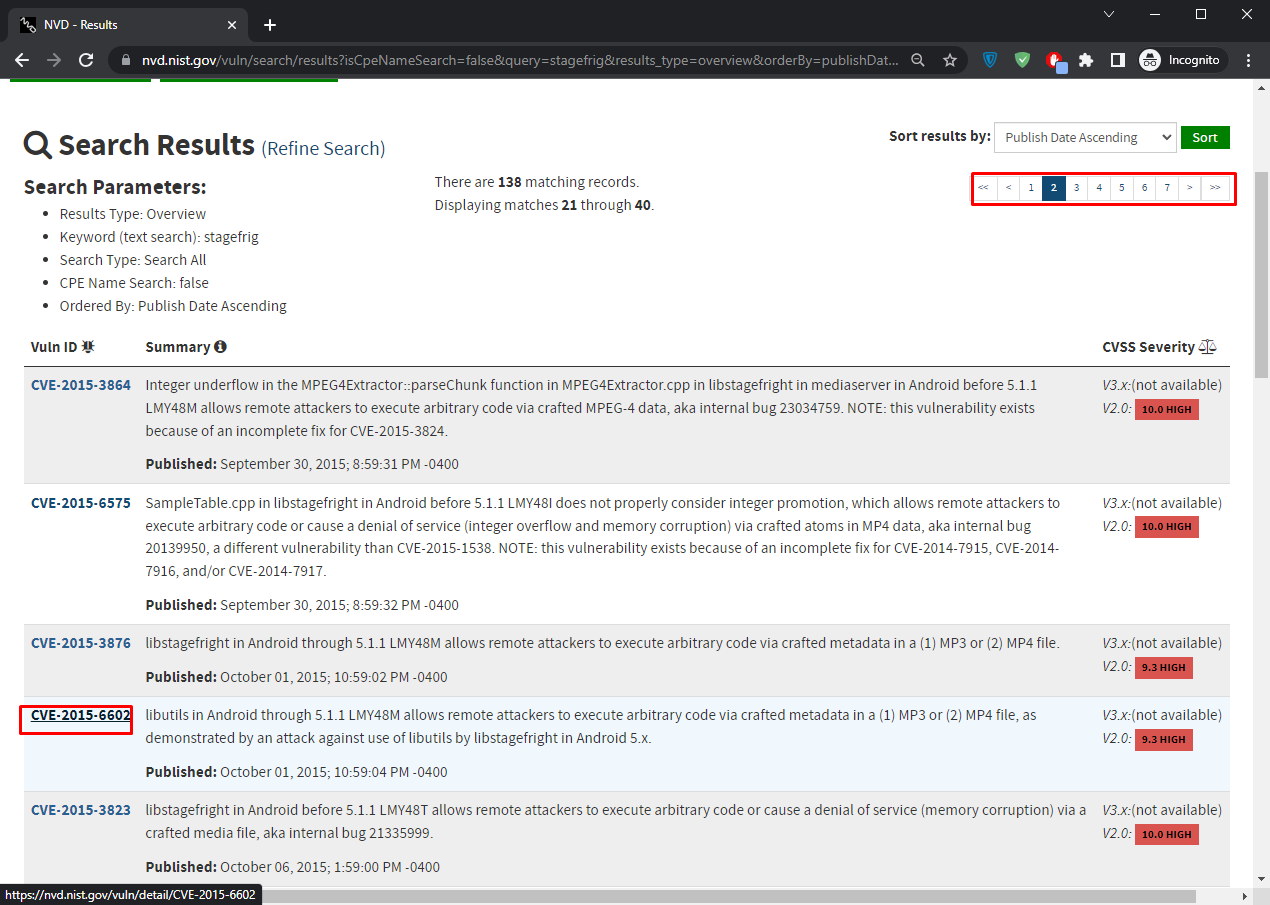 NVD - Results
nvd.nist.gov/vuln/search/results?isCpeNameSearch=false&query=stagefrig&results_type=overview&orderBy=publishDat...
Incognito
Search Results (Refine Search)
Sort results by: Publish Date Ascending Sort
Search Parameters:
There are 138 matching records.
Displaying matches 21 through 40.
<< < 1 2 3 4 5 6 7 > >>
Results Type: Overview
Keyword (text search): stagefrig
Search Type: Search All
CPE Name Search: false
Ordered By: Publish Date Ascending
Vuln ID Summary CVSS Severity
CVE-2015-3864 Integer underflow in the MPEG4Extractor::parseChunk function in MPEG4Extractor.cpp in libstagefright in mediaserver in Android before 5.1.1 V3.x:(not available)
LMY48M allows remote attackers to execute arbitrary code via crafted MPEG-4 data, aka internal bug 23034759. NOTE: this vulnerability exists V2.0: 10.0 HIGH
because of an incomplete fix for CVE-2015-3824.
Published: September 30, 2015; 8:59:31 PM -0400
CVE-2015-6575 SampleTable.cpp in libstagefright in Android before 5.1.1 LMY48I does not properly consider integer promotion, which allows remote attackers to V3.x:(not available)
execute arbitrary code or cause a denial of service (integer overflow and memory corruption) via crafted atoms in MP4 data, aka internal bug V2.0: 10.0 HIGH
20139950, a different vulnerability than CVE-2015-1538. NOTE: this vulnerability exists because of an incomplete fix for CVE-2014-7915, CVE-2014-
7916, and/or CVE-2014-7917.
Published: September 30, 2015; 8:59:32 PM -0400
CVE-2015-3876 libstagefright in Android through 5.1.1 LMY48M allows remote attackers to execute arbitrary code via crafted metadata in a (1) MP3 or (2) MP4 file. V3.x:(not available)
V2.0: 9.3 HIGH
Published: October 01, 2015; 10:59:02 PM -0400
CVE-2015-6602 libutils in Android through 5.1.1 LMY48M allows remote attackers to execute arbitrary code via crafted metadata in a (1) MP3 or (2) MP4 file, as V3.x:(not available)
demonstrated by an attack against use of libutils by libstagefright in Android 5.x. V2.0: 9.3 HIGH
Published: October 01, 2015; 10:59:04 PM -0400
CVE-2015-3823 libstagefright in Android before 5.1.1 LMY48T allows remote attackers to execute arbitrary code or cause a denial of service (memory corruption) via a V3.x:(not available)
crafted media file, aka internal bug 21335999. V2.0: 10.0 HIGH
Published: October 06, 2015; 1:59:00 PM -0400
https://nvd.nist.gov/vuln/detail/CVE-2015-6602